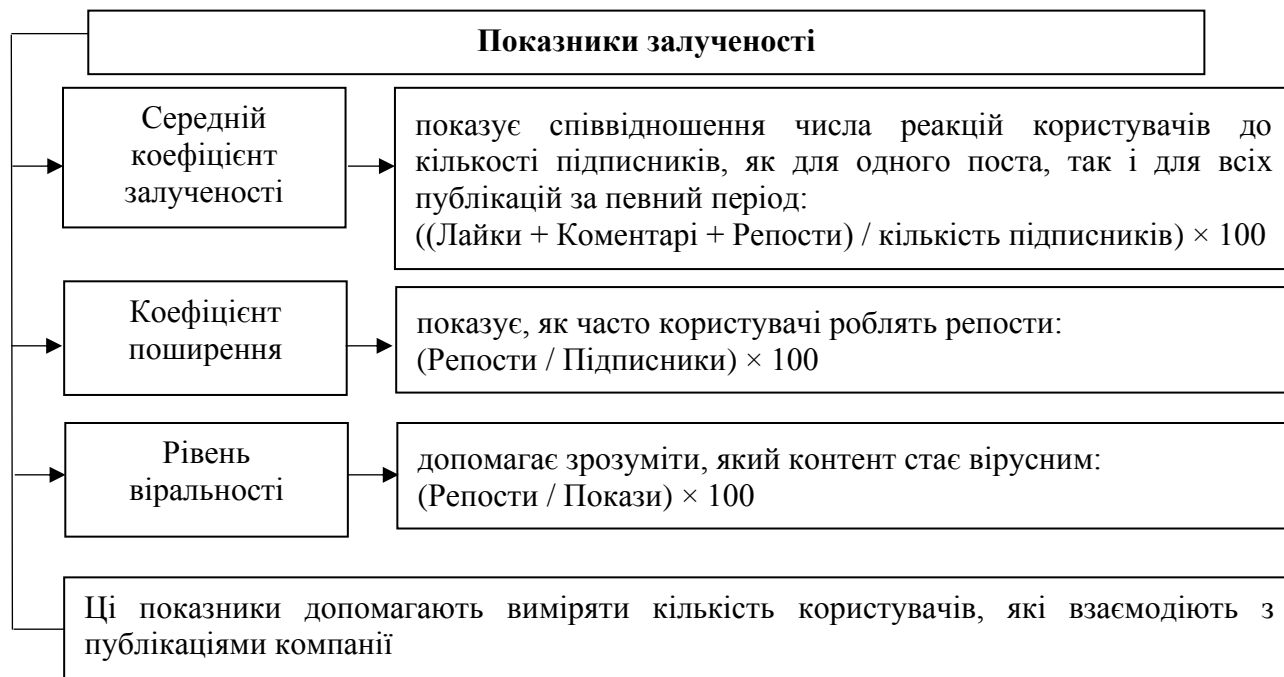 Показники залученості
Середній
коефіцієнт
залученості
показує співвідношення числа реакцій користувачів до
кількості підписників, як для одного поста, так і для всіх
публікацій за певний період:
((Лайки + Коментарі + Репости) / кількість підписників) × 100
Коефіцієнт
поширення
показує, як часто користувачі роблять репости:
(Репости / Підписники) × 100
Рівень
віральності
допомагає зрозуміти, який контент стає вірусним:
(Репости / Покази) × 100
Ці показники допомагають виміряти кількість користувачів, які взаємодіють з
публікаціями компанії